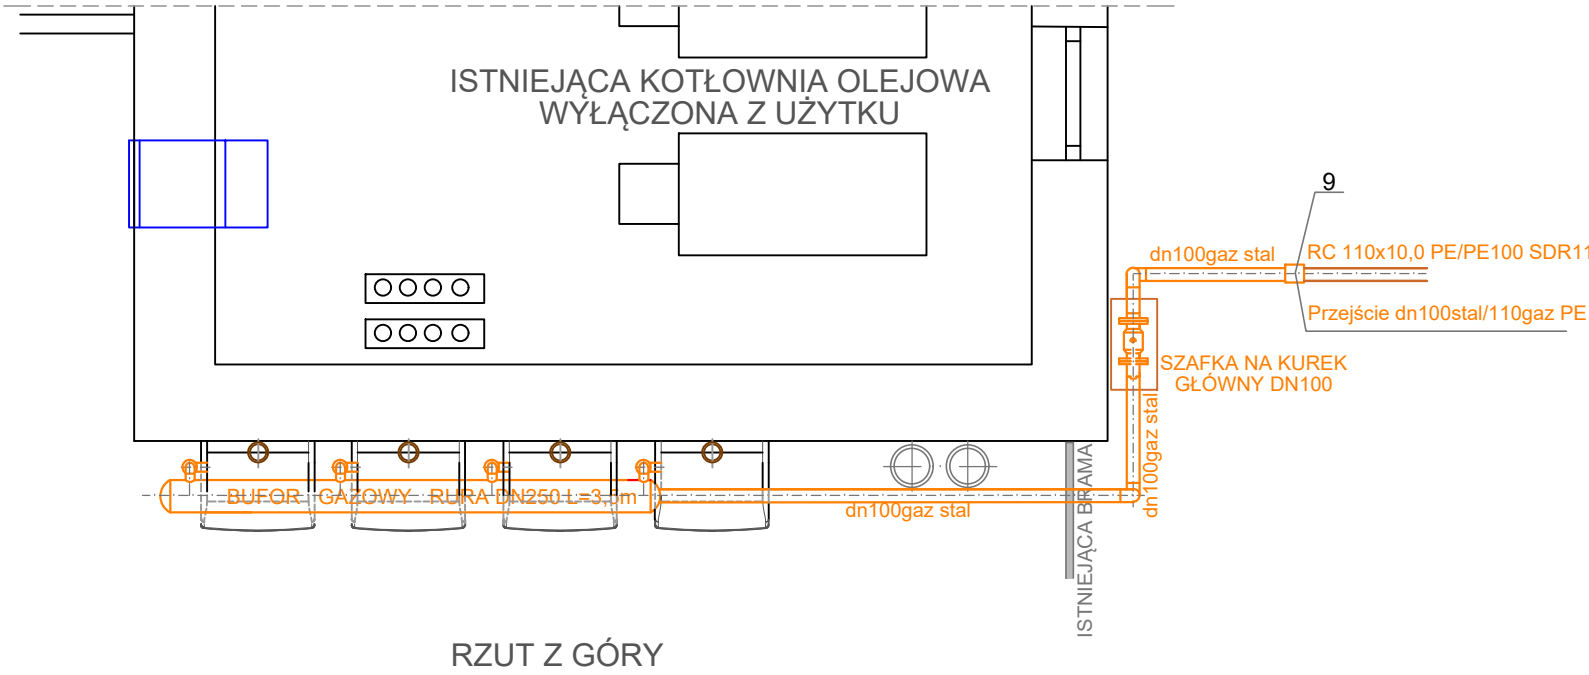 ISTNIEJĄCA KOTŁOWNIA OLEJOWA
WYŁĄCZONA Z UŻYTKU
9
dn100gaz stal
RC 110x10,0 PE/PE100 SDR11
Przejście dn100stal/110gaz PE
SZAFKA NA KUREK
GŁÓWNY DN100
dn100gaz stal
BUFOR GAZOWY RURA DN250 L=3,0m
dn100gaz stal
ISTNIEJĄCA BRAMA
RZUT Z GÓRY